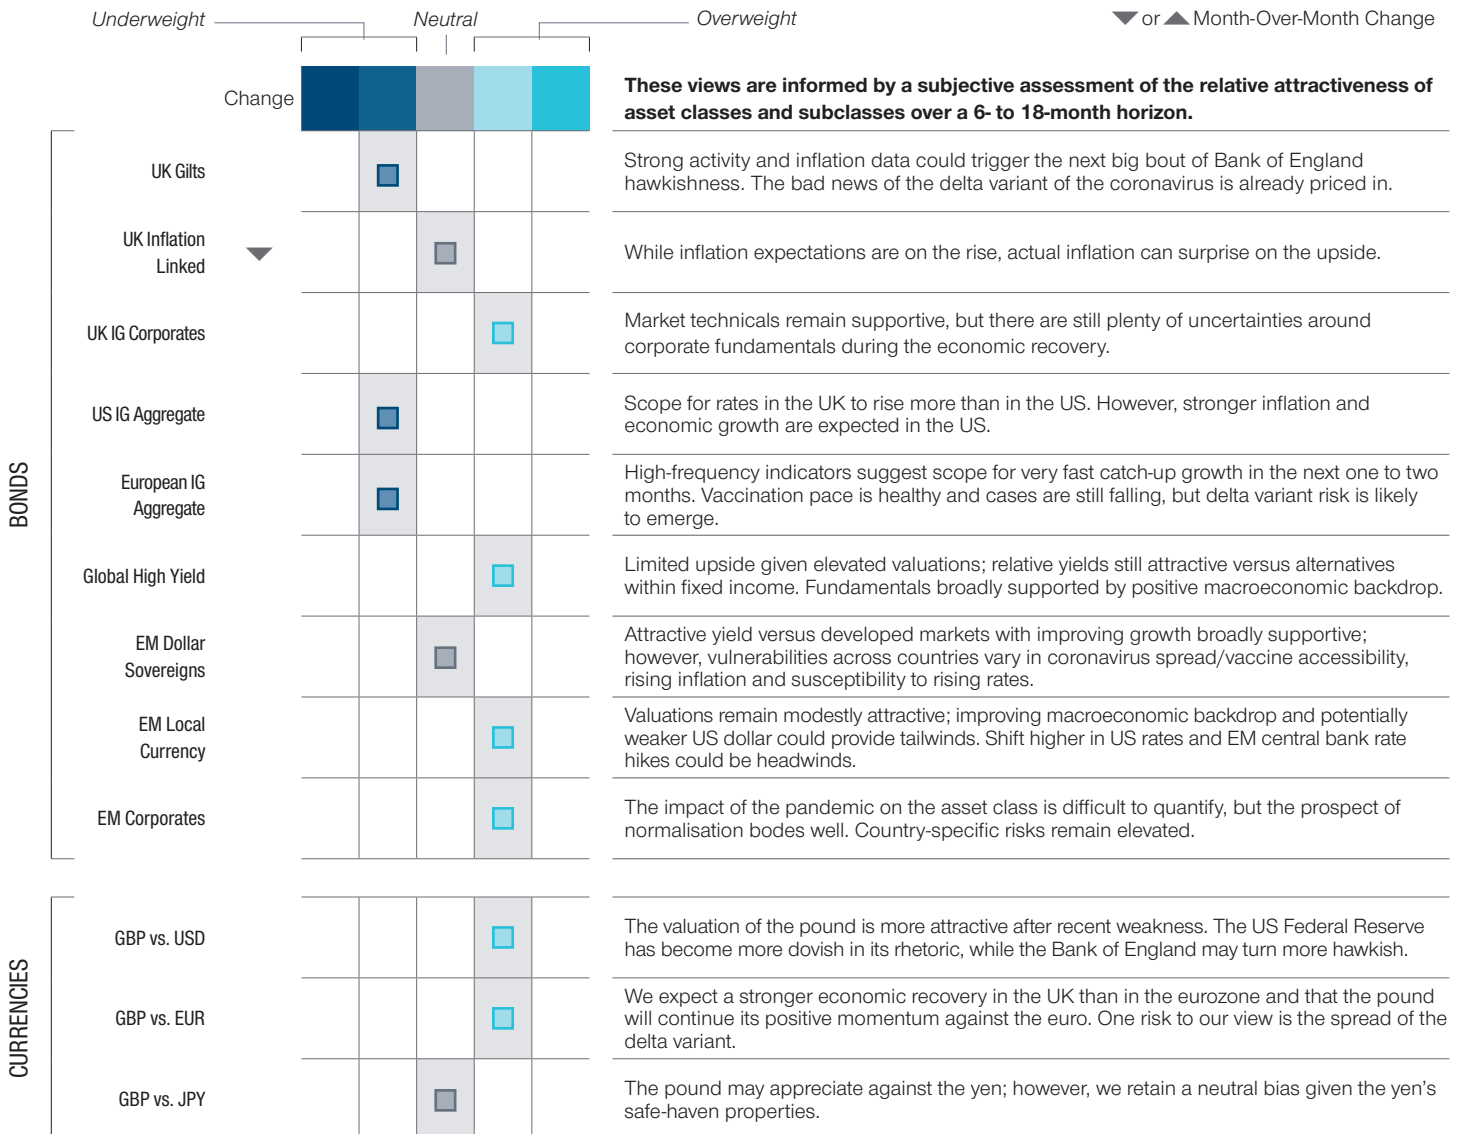 Underweight
Neutral
Overweight
▼ or ▲ Month-Over-Month Change
Change
These views are informed by a subjective assessment of the relative attractiveness of
asset classes and subclasses over a 6- to 18-month horizon.
BONDS
UK Gilts
Strong activity and inflation data could trigger the next big bout of Bank of England
hawkishness. The bad news of the delta variant of the coronavirus is already priced in.
UK Inflation
Linked
▼
While inflation expectations are on the rise, actual inflation can surprise on the upside.
UK IG Corporates
Market technicals remain supportive, but there are still plenty of uncertainties around
corporate fundamentals during the economic recovery.
US IG Aggregate
Scope for rates in the UK to rise more than in the US. However, stronger inflation and
economic growth are expected in the US.
European IG
Aggregate
High-frequency indicators suggest scope for very fast catch-up growth in the next one to two
months. Vaccination pace is healthy and cases are still falling, but delta variant risk is likely
to emerge.
Global High Yield
Limited upside given elevated valuations; relative yields still attractive versus alternatives
within fixed income. Fundamentals broadly supported by positive macroeconomic backdrop.
EM Dollar
Sovereigns
Attractive yield versus developed markets with improving growth broadly supportive;
however, vulnerabilities across countries vary in coronavirus spread/vaccine accessibility,
rising inflation and susceptibility to rising rates.
EM Local
Currency
Valuations remain modestly attractive; improving macroeconomic backdrop and potentially
weaker US dollar could provide tailwinds. Shift higher in US rates and EM central bank rate
hikes could be headwinds.
EM Corporates
The impact of the pandemic on the asset class is difficult to quantify, but the prospect of
normalisation bodes well. Country-specific risks remain elevated.
CURRENCIES
GBP vs. USD
The valuation of the pound is more attractive after recent weakness. The US Federal Reserve
has become more dovish in its rhetoric, while the Bank of England may turn more hawkish.
GBP vs. EUR
We expect a stronger economic recovery in the UK than in the eurozone and that the pound
will continue its positive momentum against the euro. One risk to our view is the spread of the
delta variant.
GBP vs. JPY
The pound may appreciate against the yen; however, we retain a neutral bias given the yen's
safe-haven properties.